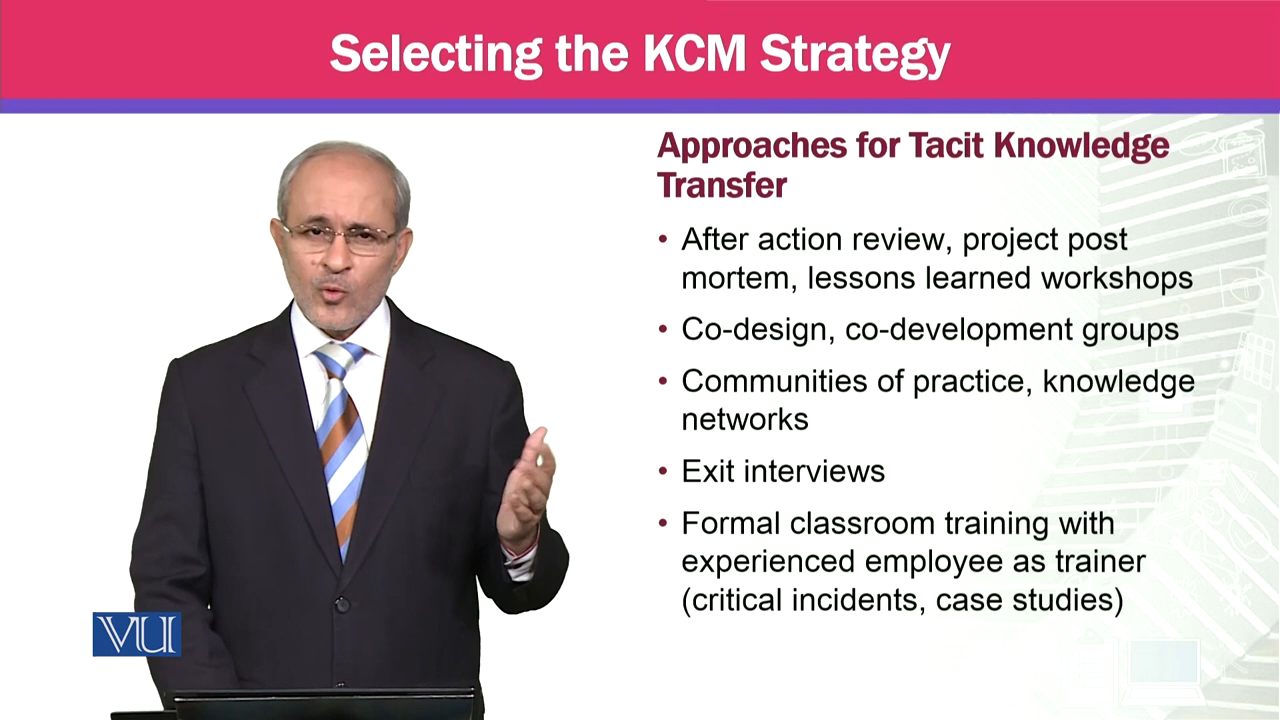 Selecting the KCM Strategy
Approaches for Tacit Knowledge
Transfer
• After action review, project post
mortem, lessons learned workshops
• Co-design, co-development groups
• Communities of practice, knowledge
networks
• Exit interviews
• Formal classroom training with
experienced employee as trainer
(critical incidents, case studies)
VU